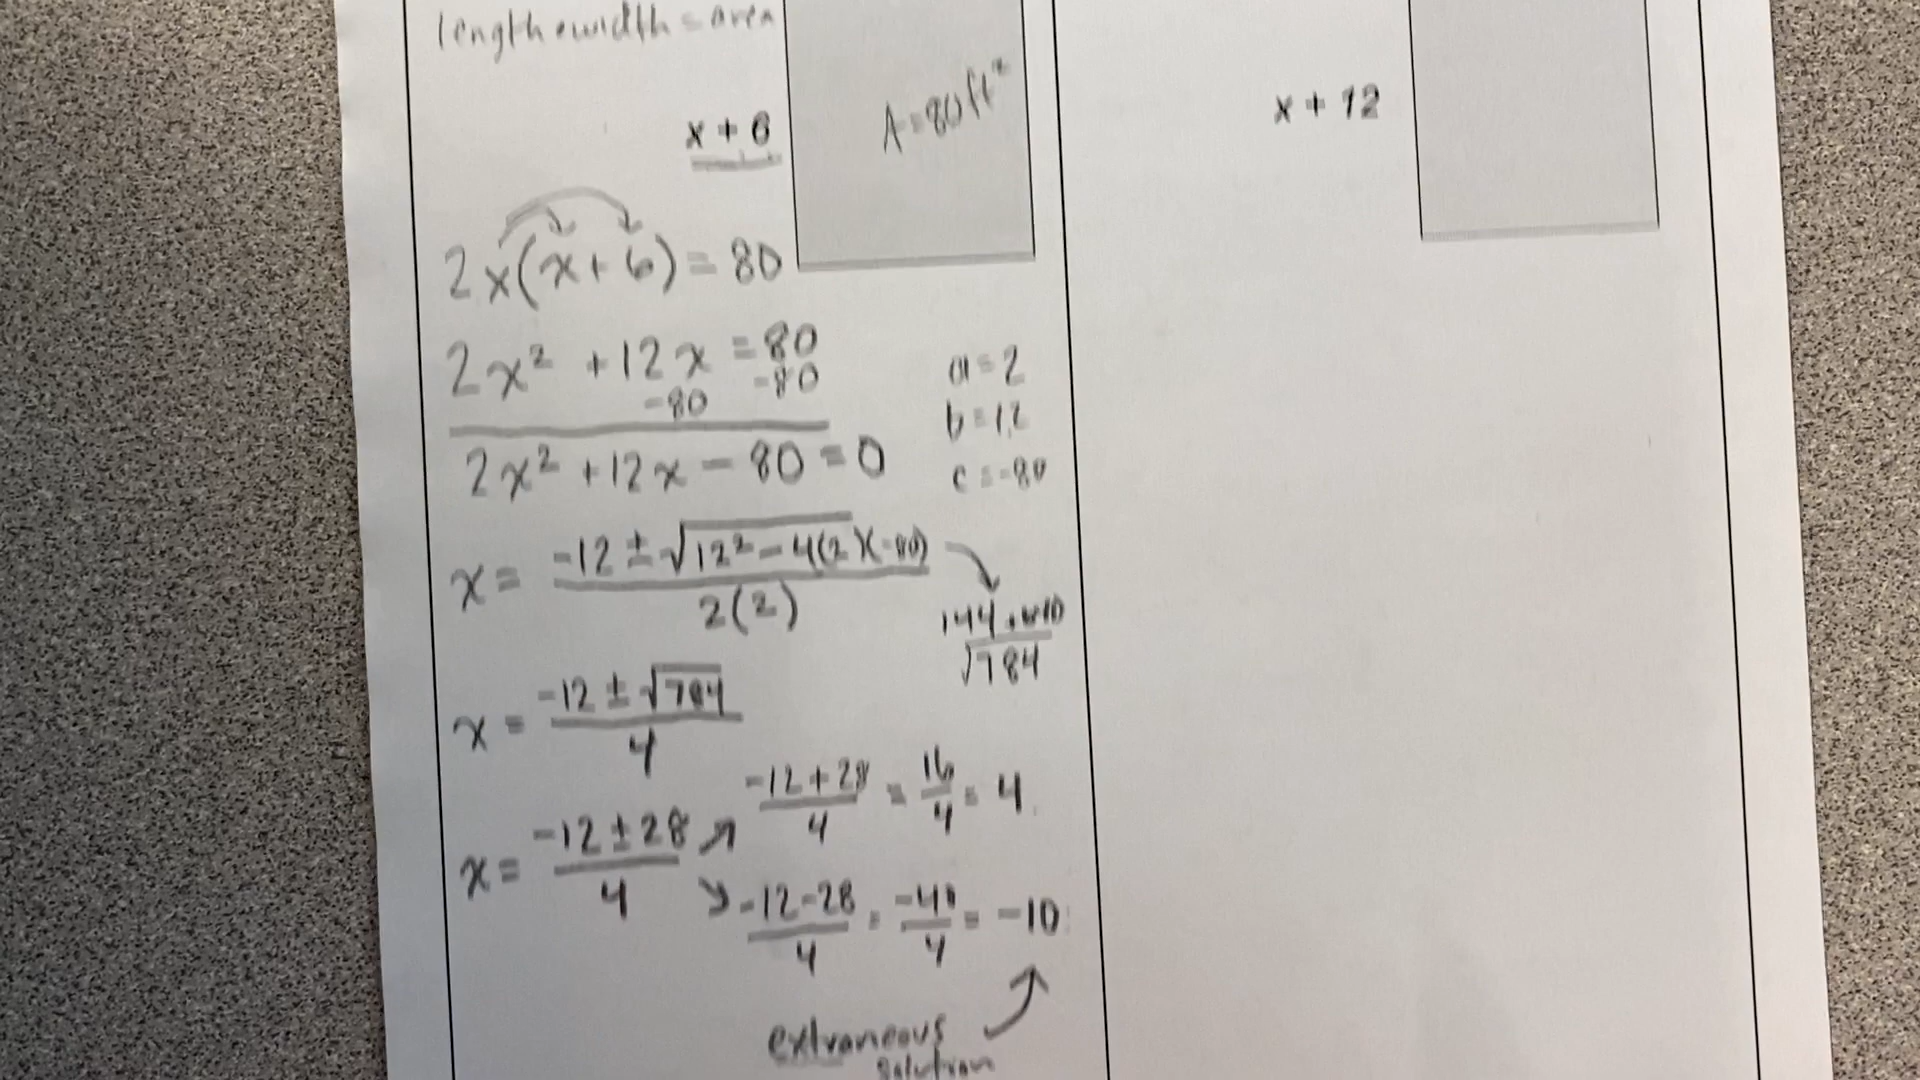 length • width = area
A = 80 ft²
x + 6
2x(x + 6) = 80
2x² + 12x = 80
-80 -80
2x² + 12x - 80 = 0
a = 2
b = 12
c = -80
x = (-12 ± √(12² - 4(2)(-80))) / 2(2)
144 + 640
√784
x = (-12 ± √784) / 4
x = (-12 ± 28) / 4
(-12 + 28) / 4 = 16/4 = 4
(-12 - 28) / 4 = -40/4 = -10
extraneous
solution
x + 12